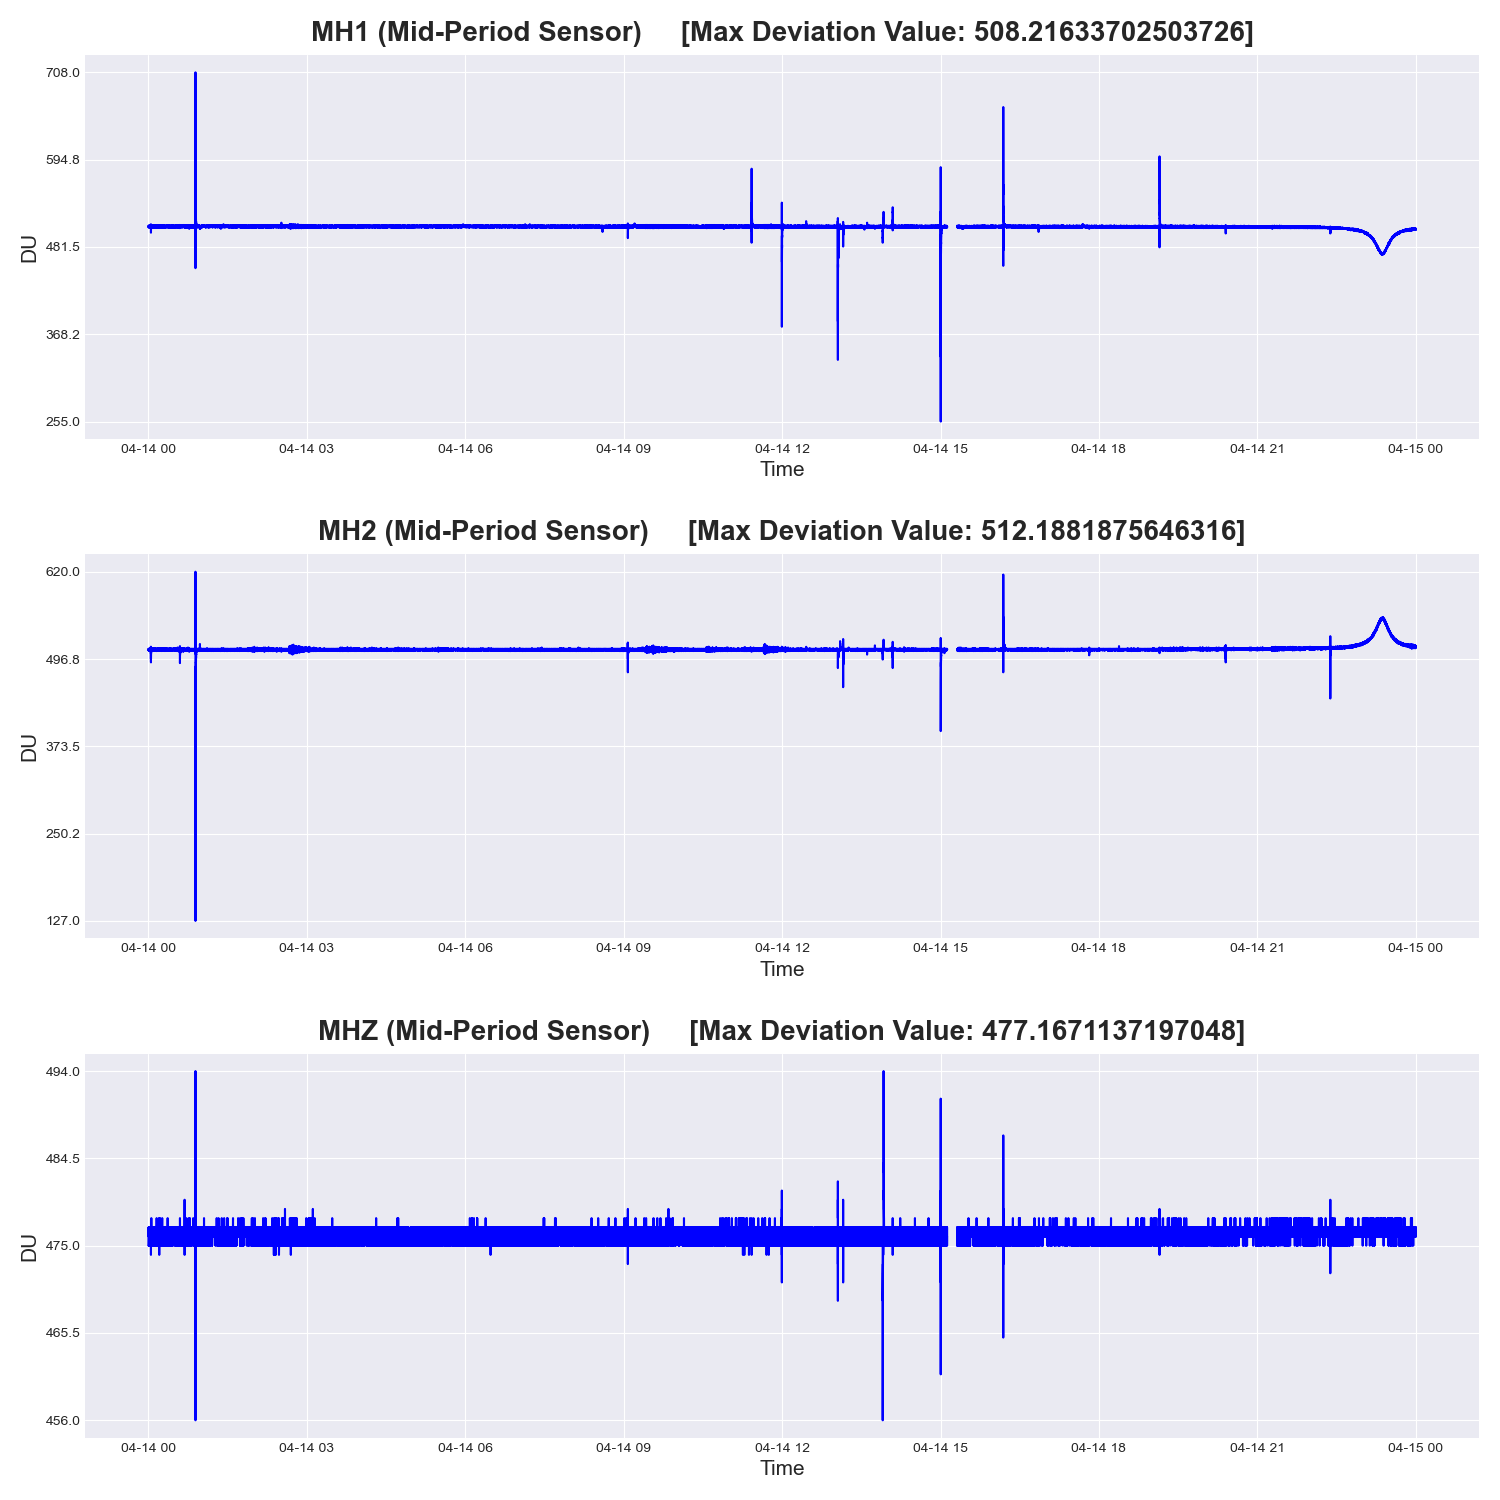 MH1 (Mid-Period Sensor) [Max Deviation Value: 508.21633702503726]
708.0
594.8
481.5
368.2
255.0
DU
04-14 00 04-14 03 04-14 06 04-14 09 04-14 12 04-14 15 04-14 18 04-14 21 04-15 00
Time
MH2 (Mid-Period Sensor) [Max Deviation Value: 512.1881875646316]
620.0
496.8
373.5
250.2
127.0
DU
04-14 00 04-14 03 04-14 06 04-14 09 04-14 12 04-14 15 04-14 18 04-14 21 04-15 00
Time
MHZ (Mid-Period Sensor) [Max Deviation Value: 477.1671137197048]
494.0
484.5
475.0
465.5
456.0
DU
04-14 00 04-14 03 04-14 06 04-14 09 04-14 12 04-14 15 04-14 18 04-14 21 04-15 00
Time